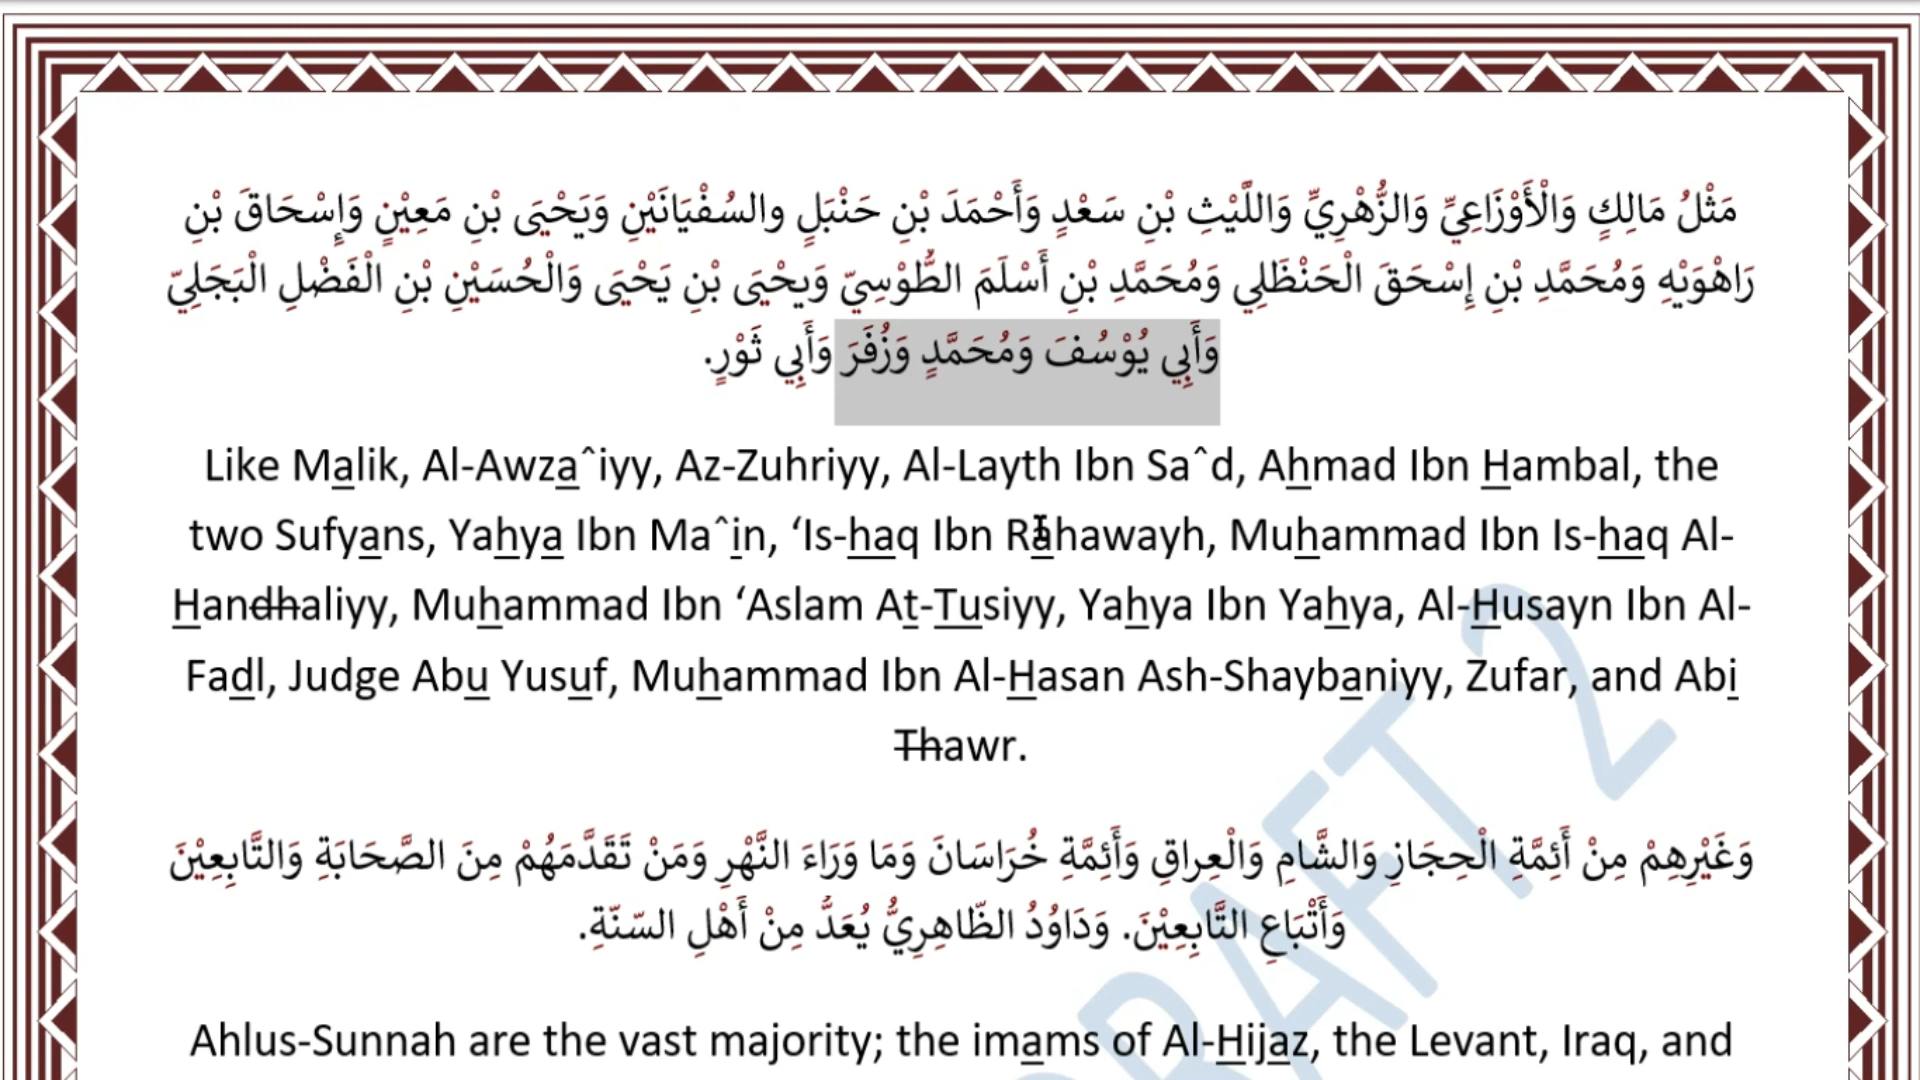 مَثْلُ مَالِكٍ وَالْأَوْزَاعِيِّ وَالزُّهْرِيِّ وَاللَّيْثِ بْنِ سَعْدٍ وَأَحْمَدَ بْنِ حَنْبَلٍ والسُفْيَانَيْنِ وَيَحْيَى بْنِ مَعِيْنٍ وَإِسْحَاقَ بْنِ
رَاهْوَيْهِ وَمُحَمَّدِ بْنِ إِسْحَقَ الْحَنْظَلِي وَمُحَمَّدِ بْنِ أَسْلَمَ الطُّوْسِيّ وَيحْيَى بْنِ يَحْيَى وَالْحُسَيْنِ بْنِ الْفَضْلِ الْبَجَلِيّ
وَأَبِي يُوْسُفَ وَمُحَمَّدٍ وَزُفَرَ وَأَبِي ثَوْرٍ.
Like Malik, Al-Awzaˆiyy, Az-Zuhriyy, Al-Layth Ibn Saˆd, Ahmad Ibn Hambal, the
two Sufyans, Yahya Ibn Maˆin, ‘Is-haq Ibn Rahawayh, Muhammad Ibn Is-haq Al-
Handhaliyy, Muhammad Ibn ‘Aslam At-Tusiyy, Yahya Ibn Yahya, Al-Husayn Ibn Al-
Fadl, Judge Abu Yusuf, Muhammad Ibn Al-Hasan Ash-Shaybaniyy, Zufar, and Abi
Thawr.
وَغَيْرِهِمْ مِنْ أَئِمَّةِ الْحِجَازِ وَالشَّامِ وَالْعِراقِ وَأَئِمَّةِ خُرَاسَانَ وَمَا وَرَاءَ النَّهْرِ وَمَنْ تَقَدَّمَهُمْ مِنَ الصَّحَابَةِ وَالتَّابِعِيْنَ
وَأَتْبَاعِ التَّابِعِيْنَ. وَدَاوُدُ الظّاهِرِيُّ يُعَدُّ مِنْ أَهْلِ السّنّةِ.
Ahlus-Sunnah are the vast majority; the imams of Al-Hijaz, the Levant, Iraq, and
DRAFT 2